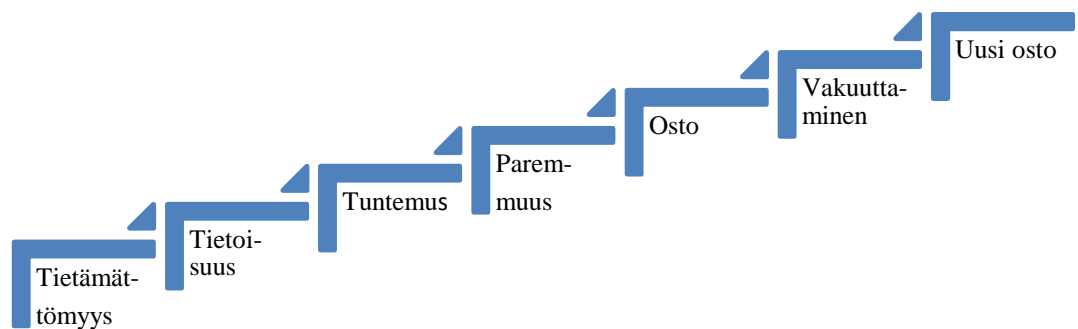 Tietämät-
tömyys
Tietoi-
suus
Tuntemus
Parem-
muus
Osto
Vakuutta-
minen
Uusi osto